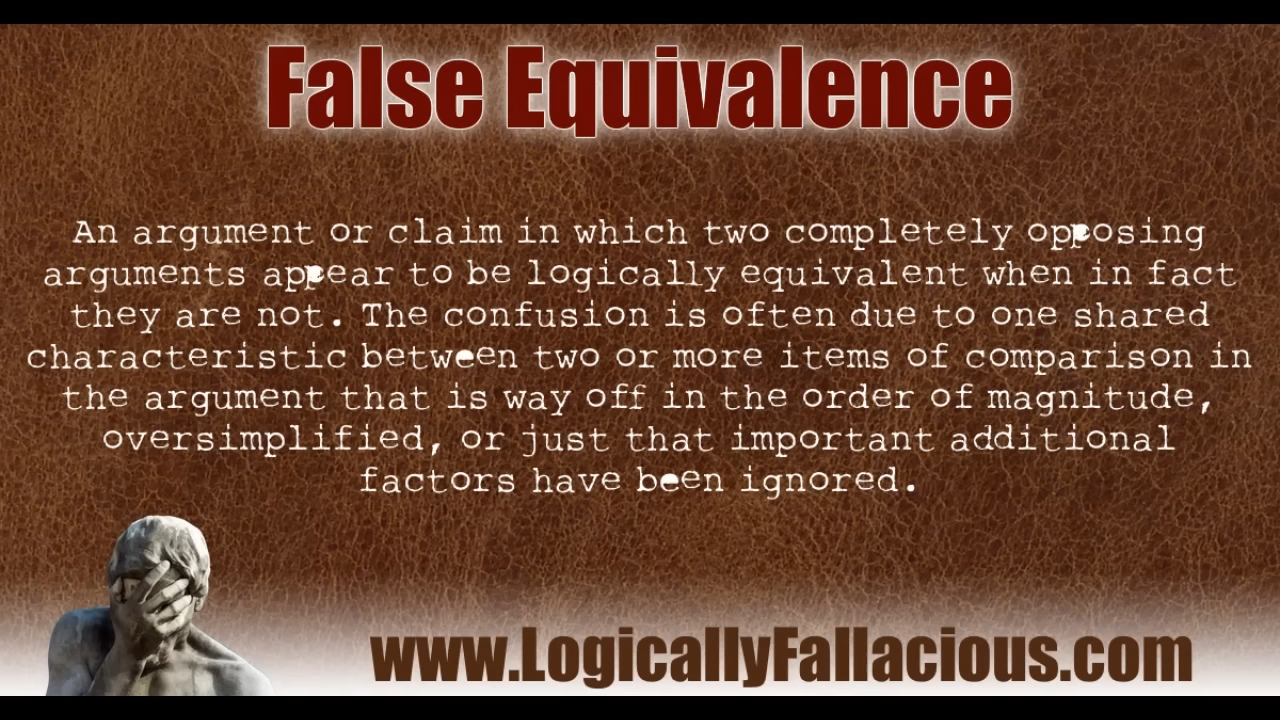 False Equivalence
An argument or claim in which two completely opposing
arguments appear to be logically equivalent when in fact
they are not. The confusion is often due to one shared
characteristic between two or more items of comparison in
the argument that is way off in the order of magnitude,
oversimplified, or just that important additional
factors have been ignored.
www.LogicallyFallacious.com